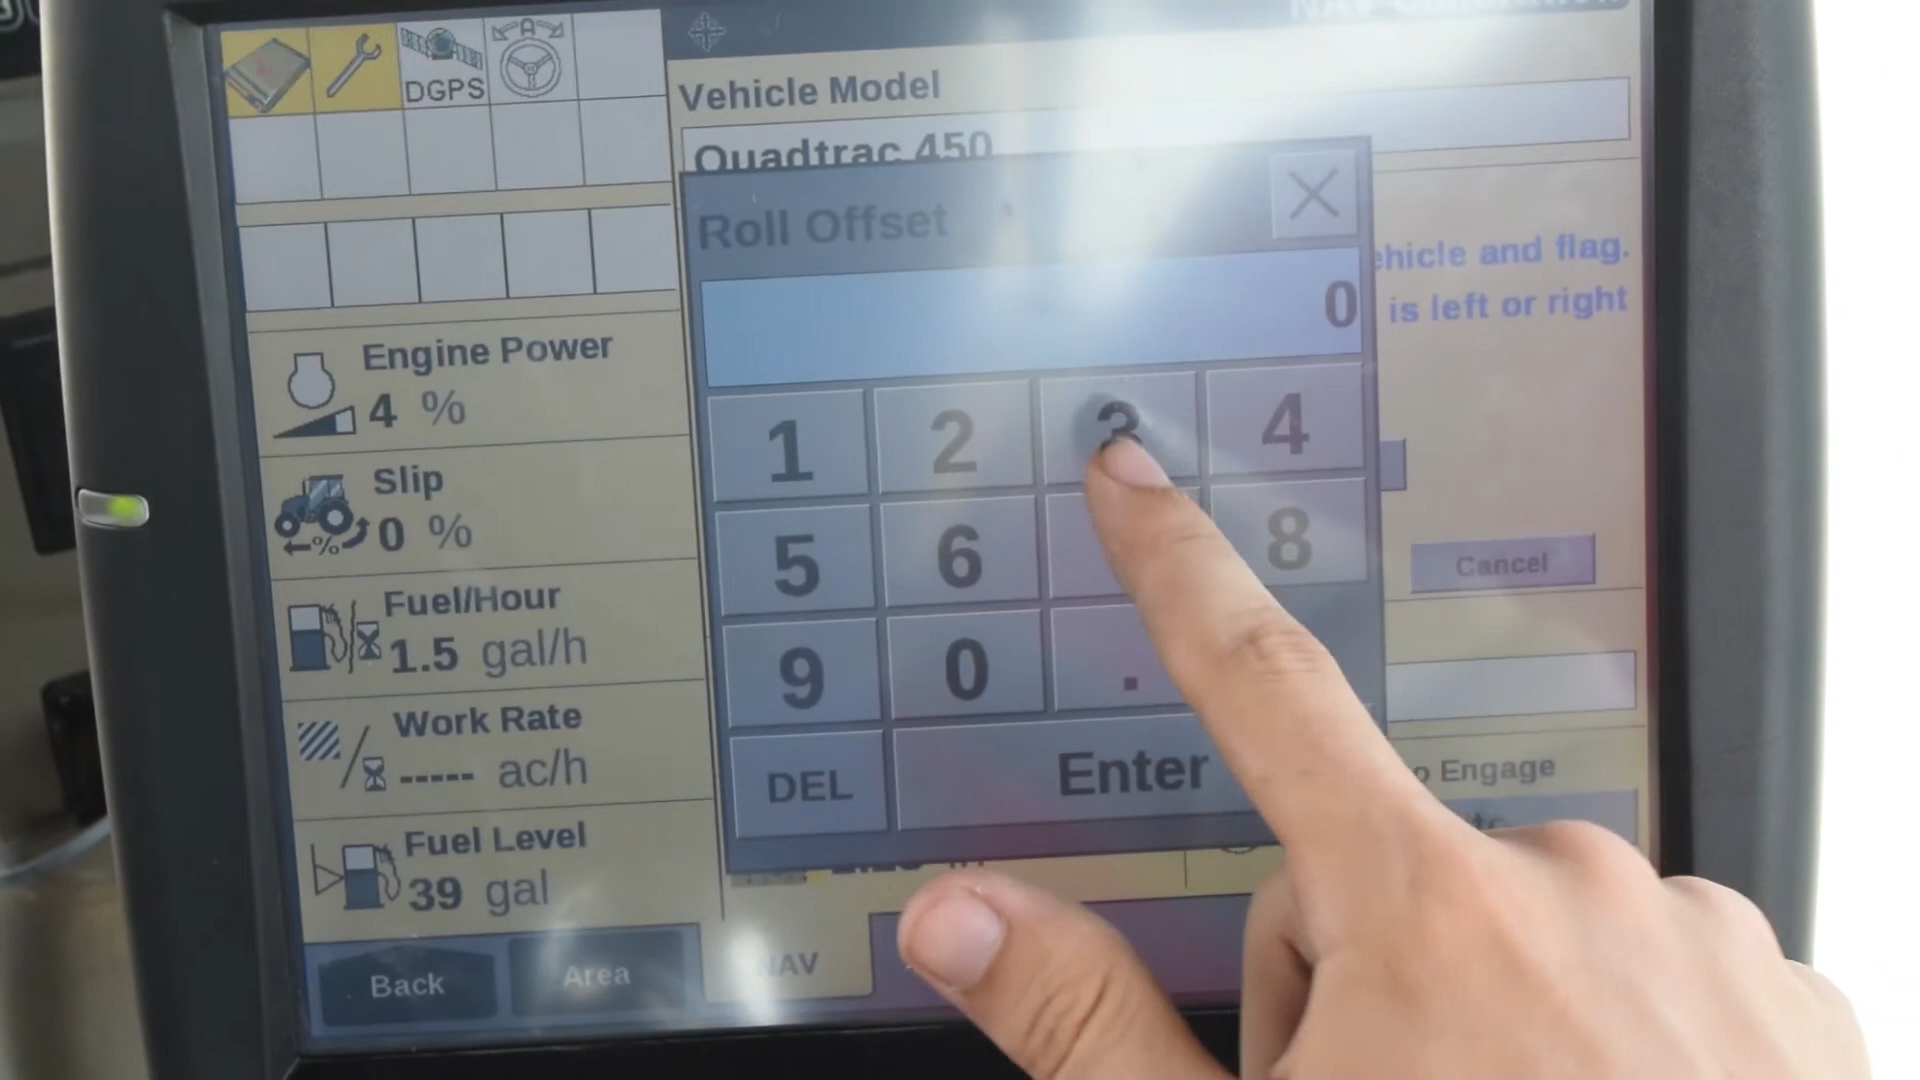 DGPS
Vehicle Model
Quadtrac 450
Roll Offset
0
ehicle and flag.
is left or right
1 2 3 4
5 6 8
9 0 .
DEL Enter
Cancel
o Engage
Engine Power
4 %
Slip
0 %
Fuel/Hour
1.5 gal/h
Work Rate
----- ac/h
Fuel Level
39 gal
Back Area NAV